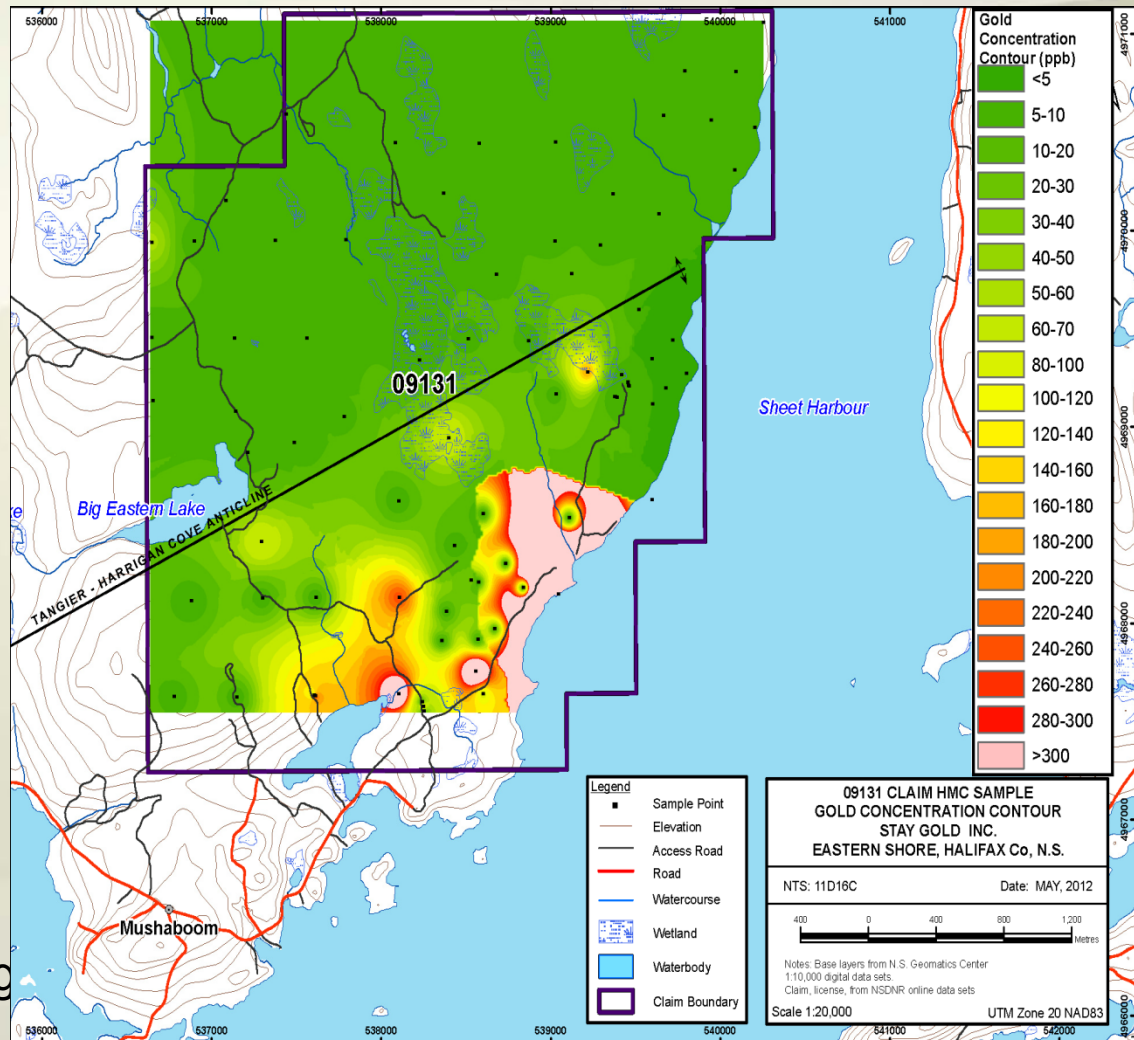 536000
537000
538000
539000
540000
541000
Gold
Concentration
Contour (ppb)
<5
5-10
10-20
20-30
30-40
40-50
50-60
60-70
80-100
100-120
120-140
140-160
160-180
180-200
200-220
220-240
240-260
260-280
280-300
>300
4971000
4970000
4969000
4968000
4967000
4966000
09131
Sheet Harbour
Big Eastern Lake
TANGIER - HARRIGAN COVE ANTICLINE
Mushaboom
Legend
Sample Point
Elevation
Access Road
Road
Watercourse
Wetland
Waterbody
Claim Boundary
09131 CLAIM HMC SAMPLE
GOLD CONCENTRATION CONTOUR
STAY GOLD INC.
EASTERN SHORE, HALIFAX Co, N.S.
NTS: 11D16C Date: MAY, 2012
400 0 400 800 1,200
Metres
Notes: Base layers from N.S. Geomatics Center
1:10,000 digital data sets.
Claim, license, from NSDNR online data sets
Scale 1:20,000 UTM Zone 20 NAD83
536000
537000
538000
539000
540000
541000